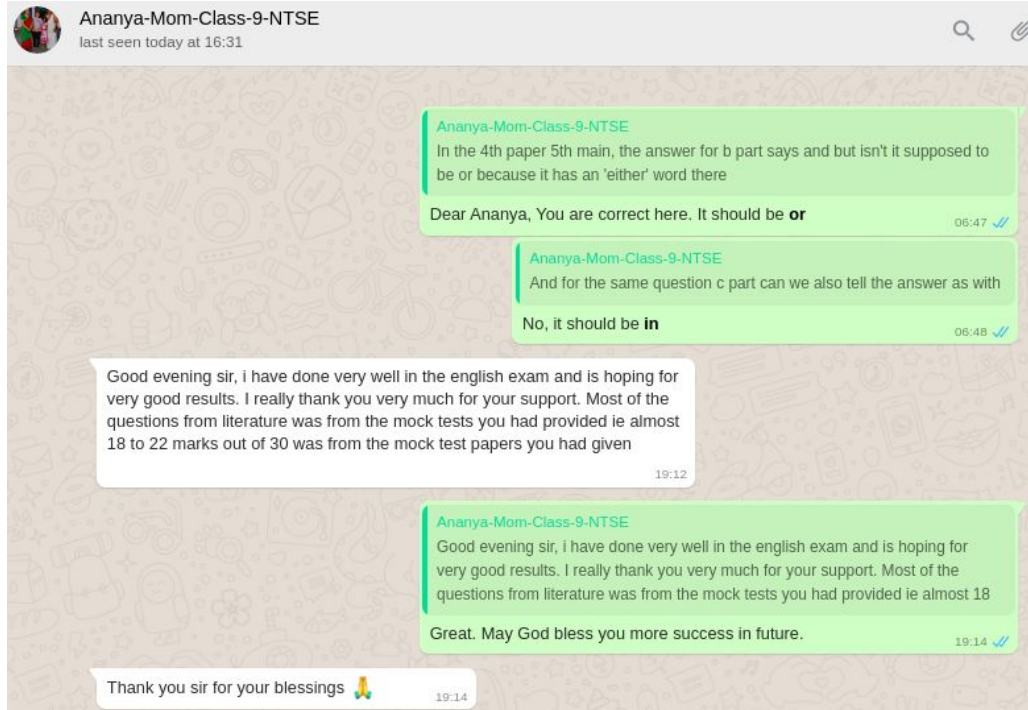 Ananya-Mom-Class-9-NTSE
last seen today at 16:31
Ananya-Mom-Class-9-NTSE
In the 4th paper 5th main, the answer for b part says and but isn't it supposed to
be or because it has an 'either' word there
Dear Ananya, You are correct here. It should be or
06:47
Ananya-Mom-Class-9-NTSE
And for the same question c part can we also tell the answer as with
No, it should be in
06:48
Good evening sir, i have done very well in the english exam and is hoping for
very good results. I really thank you very much for your support. Most of the
questions from literature was from the mock tests you had provided ie almost
18 to 22 marks out of 30 was from the mock test papers you had given
19:12
Ananya-Mom-Class-9-NTSE
Good evening sir, i have done very well in the english exam and is hoping for
very good results. I really thank you very much for your support. Most of the
questions from literature was from the mock tests you had provided ie almost 18
Great. May God bless you more success in future.
19:14
Thank you sir for your blessings 🙏
19:14